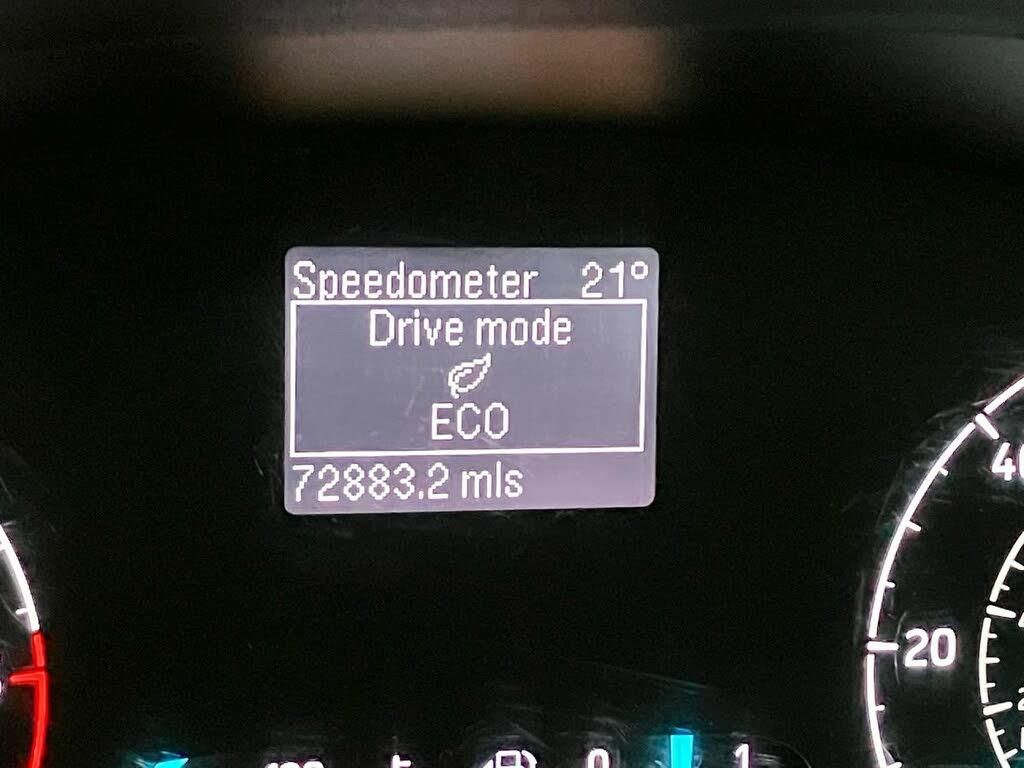 Speedometer 21°
Drive mode
ECO
72883.2 mls
40
20
0
1